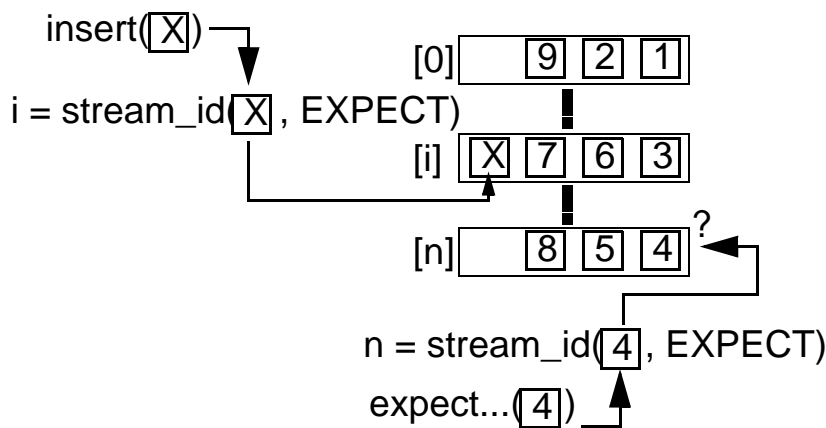 insert( X )
[0] 9 2 1
i = stream_id( X , EXPECT)
[i] X 7 6 3
?
[n] 8 5 4
n = stream_id( 4 , EXPECT)
expect...( 4 )